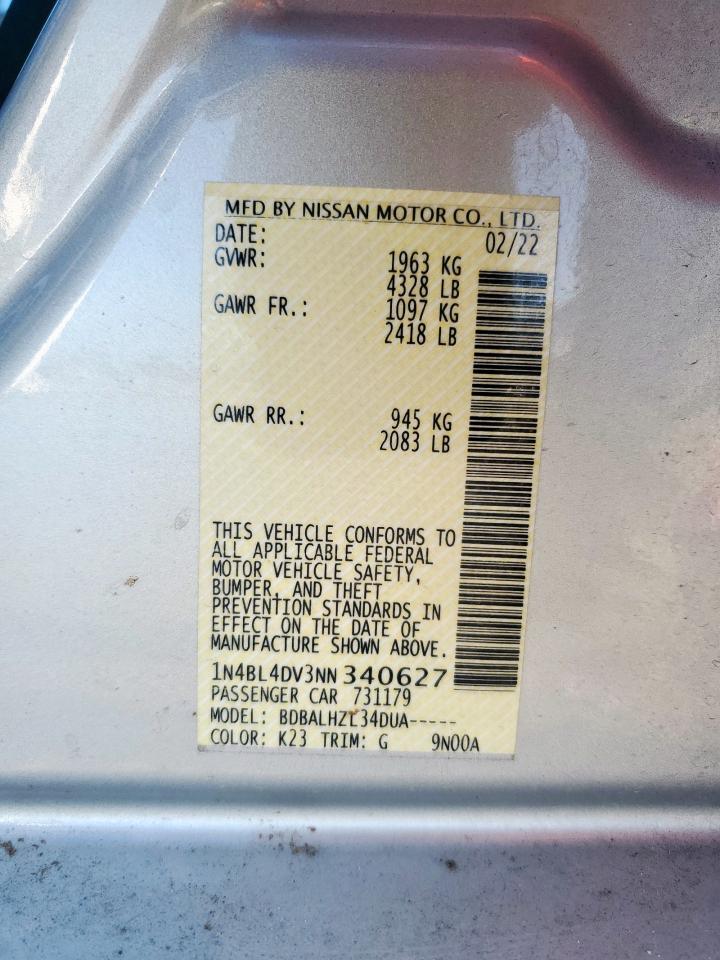 MFD BY NISSAN MOTOR CO., LTD.
DATE: 02/22
GVWR: 1963 KG
4328 LB
GAWR FR.: 1097 KG
2418 LB
GAWR RR.: 945 KG
2083 LB
THIS VEHICLE CONFORMS TO
ALL APPLICABLE FEDERAL
MOTOR VEHICLE SAFETY,
BUMPER, AND THEFT
PREVENTION STANDARDS IN
EFFECT ON THE DATE OF
MANUFACTURE SHOWN ABOVE.
1N4BL4DV3NN340627
PASSENGER CAR 731179
MODEL: BDBALHZL34DUA-----
COLOR: K23 TRIM: G 9N00A